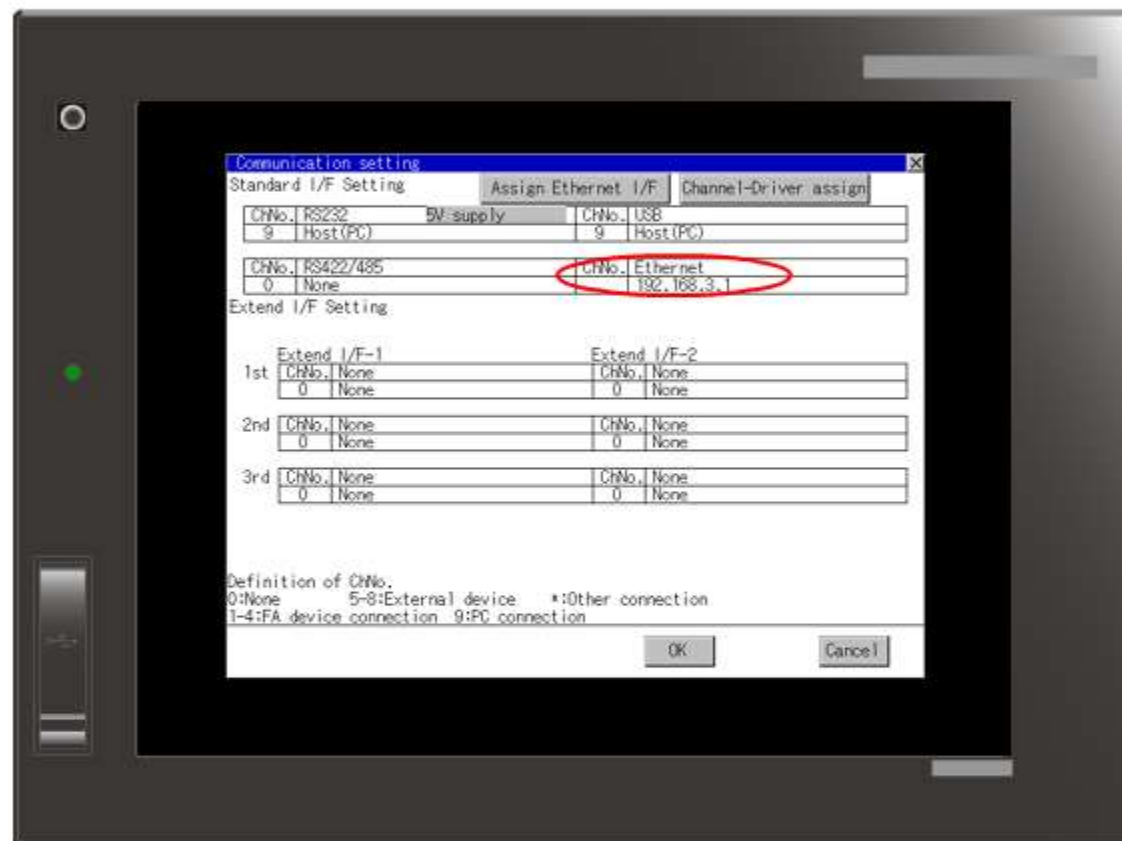 Communication setting
Standard I/F Setting Assign Ethernet I/F Channel-Driver assign
ChNo. RS232 5V supply ChNo. USB
9 Host(PC) 9 Host(PC)
ChNo. RS422/485 ChNo. Ethernet
0 None 192.168.3.1
Extend I/F Setting
Extend I/F-1 Extend I/F-2
1st ChNo. None ChNo. None
0 None 0 None
2nd ChNo. None ChNo. None
0 None 0 None
3rd ChNo. None ChNo. None
0 None 0 None
Definition of ChNo.
0:None 5-8:External device *:Other connection
1-4:FA device connection 9:PC connection
OK Cancel